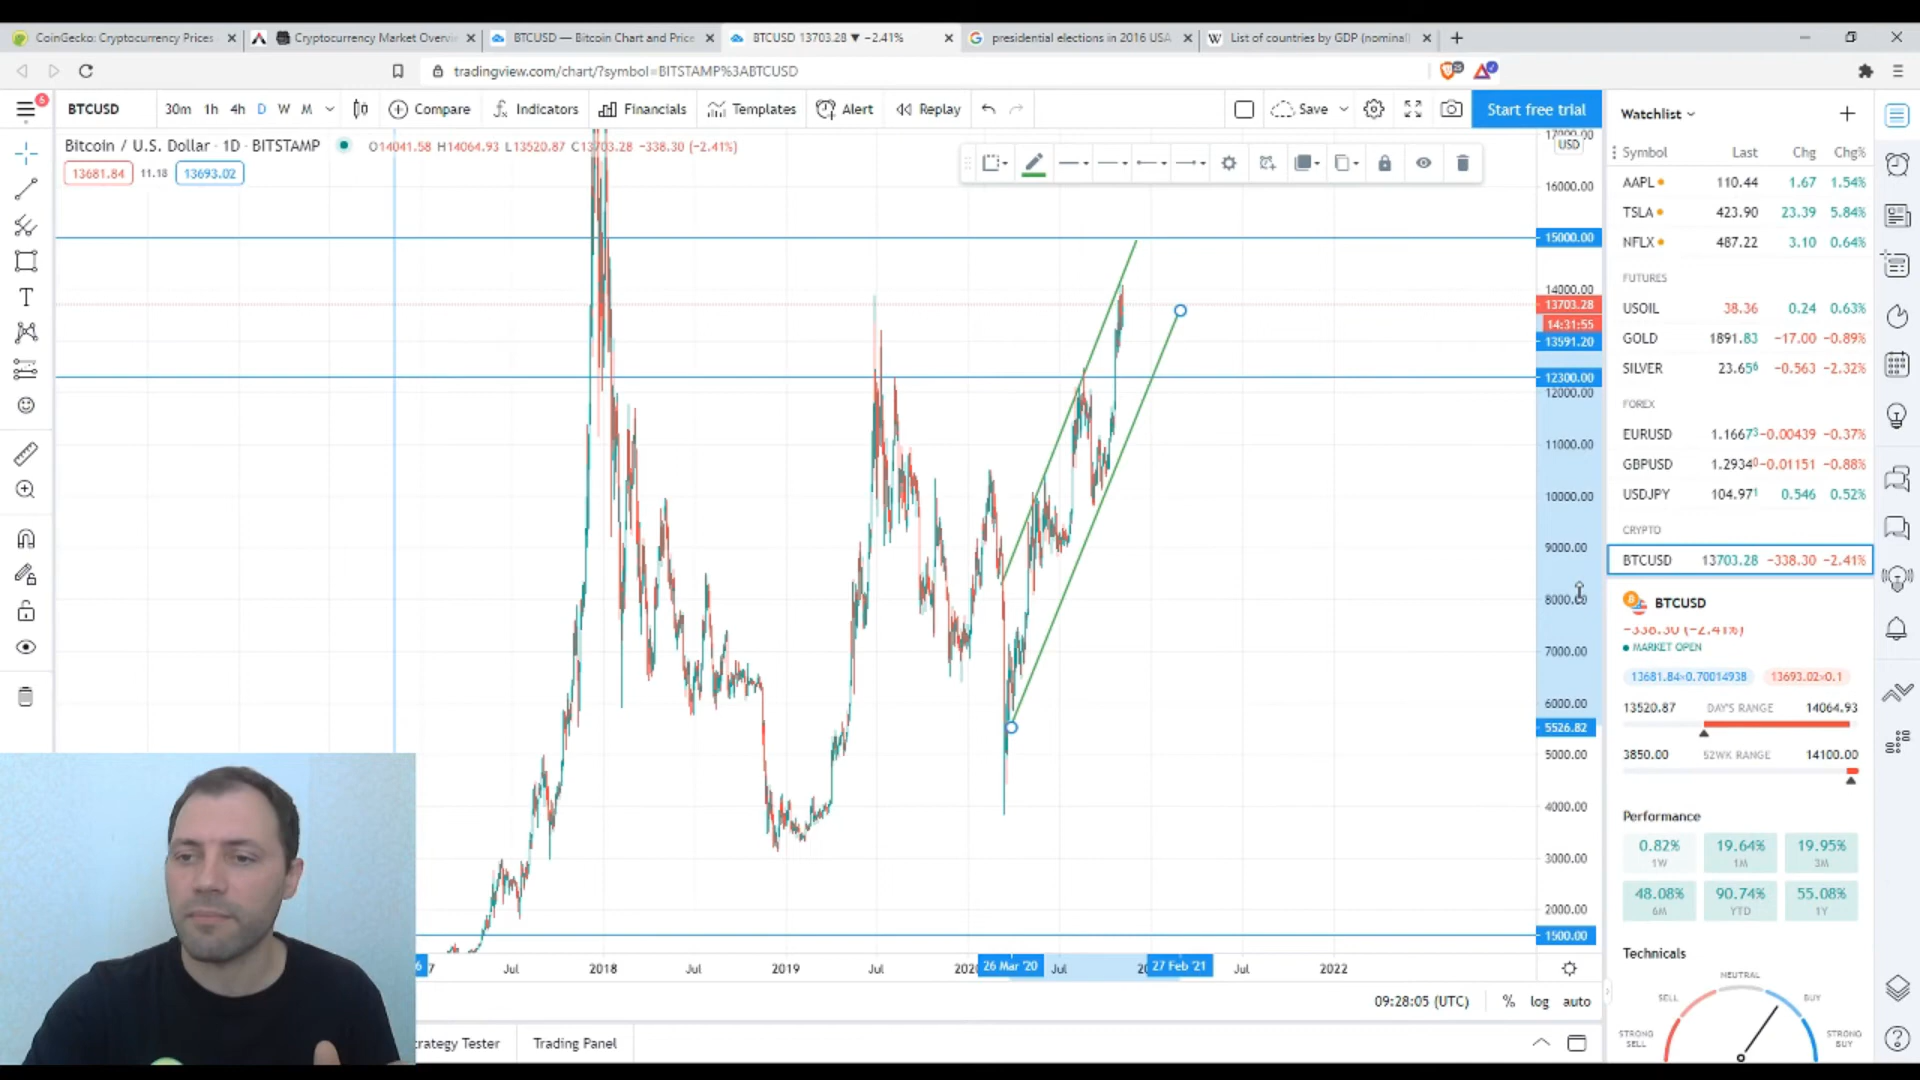 CoinGecko: Cryptocurrency Prices
Cryptocurrency Market Overvie
BTCUSD — Bitcoin Chart and Price
BTCUSD 13703.28 ▼ −2.41%
presidential elections in 2016 USA
List of countries by GDP (nominal)
tradingview.com/chart/?symbol=BITSTAMP%3ABTCUSD
BTCUSD 30m 1h 4h D W M Compare Indicators Financials Templates Alert Replay Save Start free trial
Bitcoin / U.S. Dollar · 1D · BITSTAMP O14041.58 H14064.93 L13520.87 C13703.28 −338.30 (−2.41%)
13681.84 11.18 13693.02
17000.00
USD
16000.00
15000.00
14000.00
13703.28
14:31:55
13591.20
12300.00
12000.00
11000.00
10000.00
9000.00
8000.00
7000.00
6000.00
5526.82
5000.00
4000.00
3000.00
2000.00
1500.00
Jul 2018 Jul 2019 Jul 26 Mar '20 Jul 27 Feb '21 Jul 2022
09:28:05 (UTC) % log auto
trategy Tester Trading Panel
Watchlist
Symbol Last Chg Chg%
AAPL 110.44 1.67 1.54%
TSLA 423.90 23.39 5.84%
NFLX 487.22 3.10 0.64%
FUTURES
USOIL 38.36 0.24 0.63%
GOLD 1891.83 −17.00 −0.89%
SILVER 23.656 −0.563 −2.32%
FOREX
EURUSD 1.16673 −0.00439 −0.37%
GBPUSD 1.29340 −0.01151 −0.88%
USDJPY 104.971 0.546 0.52%
CRYPTO
BTCUSD 13703.28 −338.30 −2.41%
BTCUSD
−338.30 (−2.41%)
MARKET OPEN
13681.84×0.70014938 13693.02×0.1
13520.87 DAY'S RANGE 14064.93
3850.00 52WK RANGE 14100.00
Performance
0.82% 19.64% 19.95%
1W 1M 3M
48.08% 90.74% 55.08%
6M YTD 1Y
Technicals
NEUTRAL
SELL BUY
STRONG SELL STRONG BUY